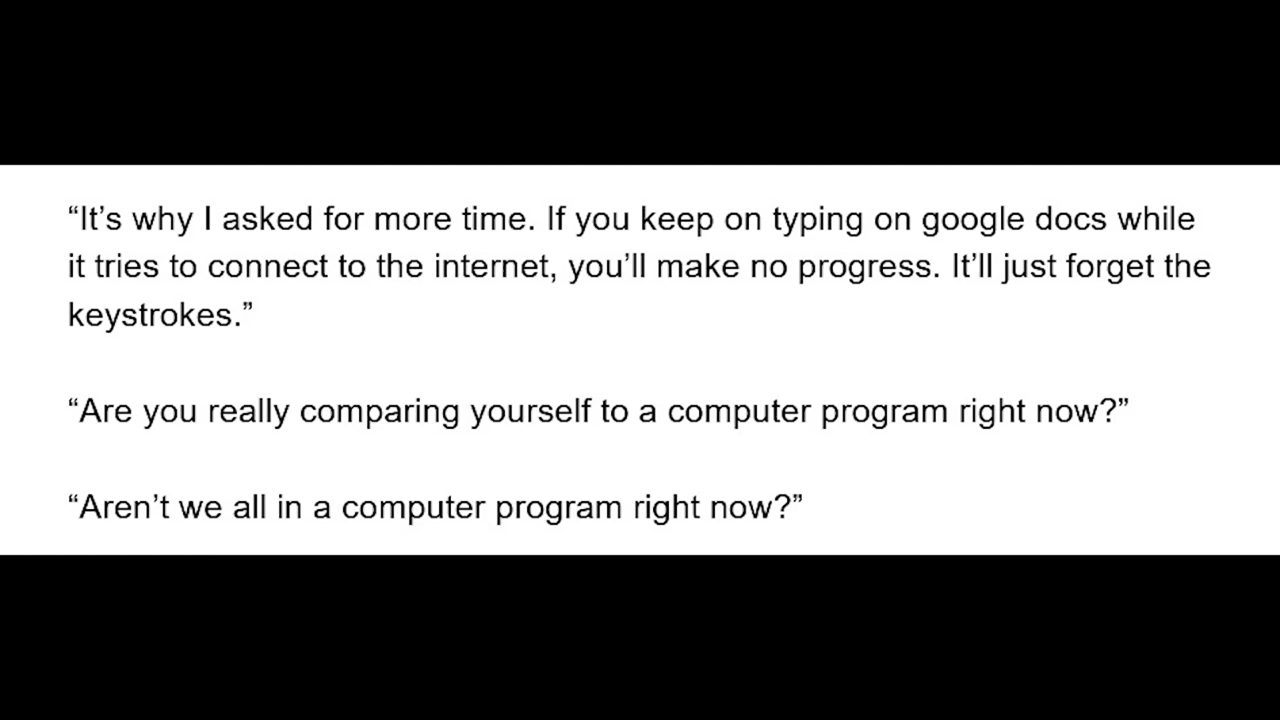 “It’s why I asked for more time. If you keep on typing on google docs while
it tries to connect to the internet, you’ll make no progress. It’ll just forget the
keystrokes.”
“Are you really comparing yourself to a computer program right now?”
“Aren’t we all in a computer program right now?”